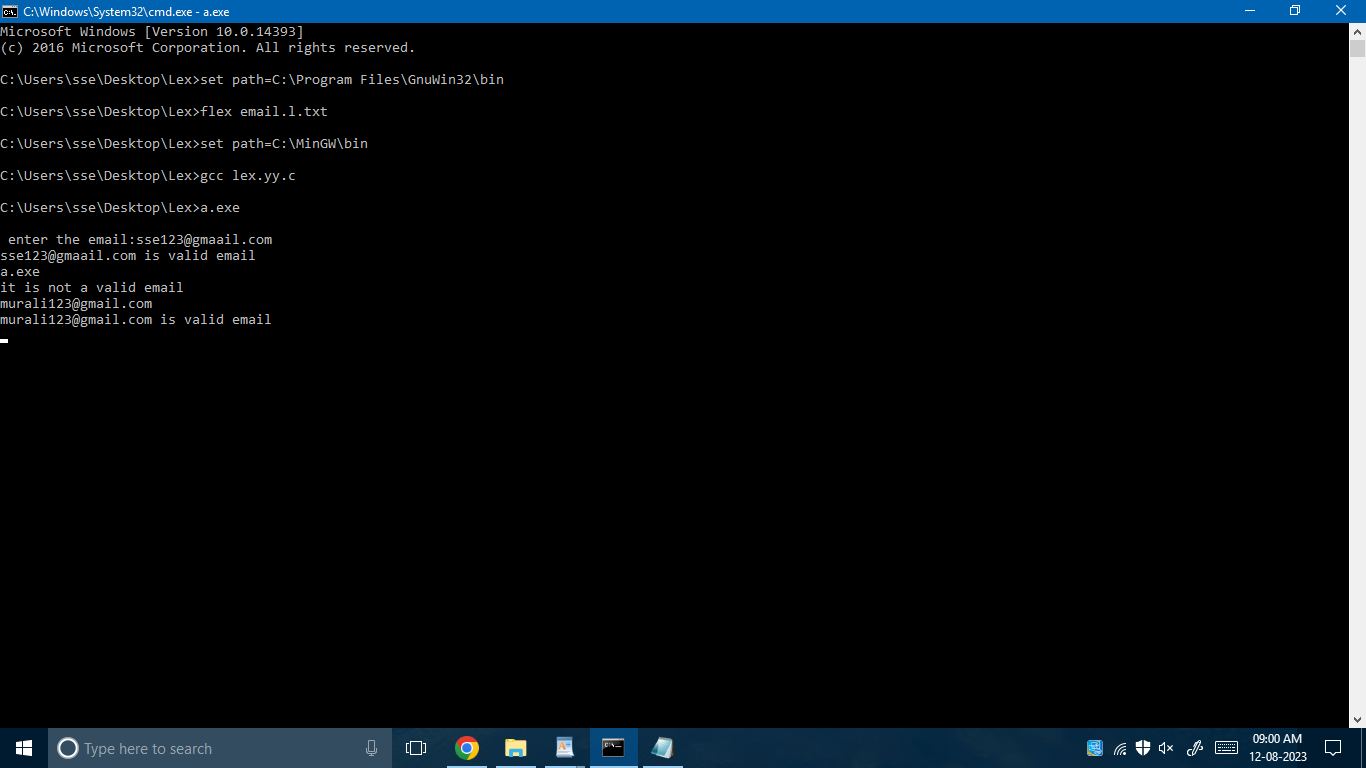 C:\Windows\System32\cmd.exe - a.exe
Microsoft Windows [Version 10.0.14393]
(c) 2016 Microsoft Corporation. All rights reserved.
C:\Users\sse\Desktop\Lex>set path=C:\Program Files\GnuWin32\bin
C:\Users\sse\Desktop\Lex>flex email.l.txt
C:\Users\sse\Desktop\Lex>set path=C:\MinGW\bin
C:\Users\sse\Desktop\Lex>gcc lex.yy.c
C:\Users\sse\Desktop\Lex>a.exe
enter the email:sse123@gmaail.com
sse123@gmaail.com is valid email
a.exe
it is not a valid email
murali123@gmail.com
murali123@gmail.com is valid email
Type here to search
09:00 AM
12-08-2023